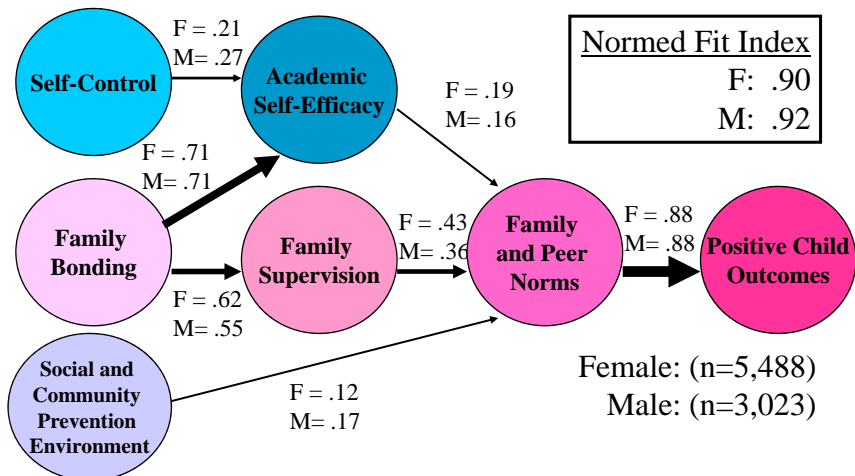 F = .21
M= .27
Self-Control
Academic
Self-Efficacy
F = .19
M= .16
Normed Fit Index
F: .90
M: .92
F = .71
M= .71
Family
Bonding
F = .62
M= .55
Family
Supervision
F = .43
M= .36
Family
and Peer
Norms
F = .88
M= .88
Positive Child
Outcomes
Social and
Community
Prevention
Environment
F = .12
M= .17
Female: (n=5,488)
Male: (n=3,023)